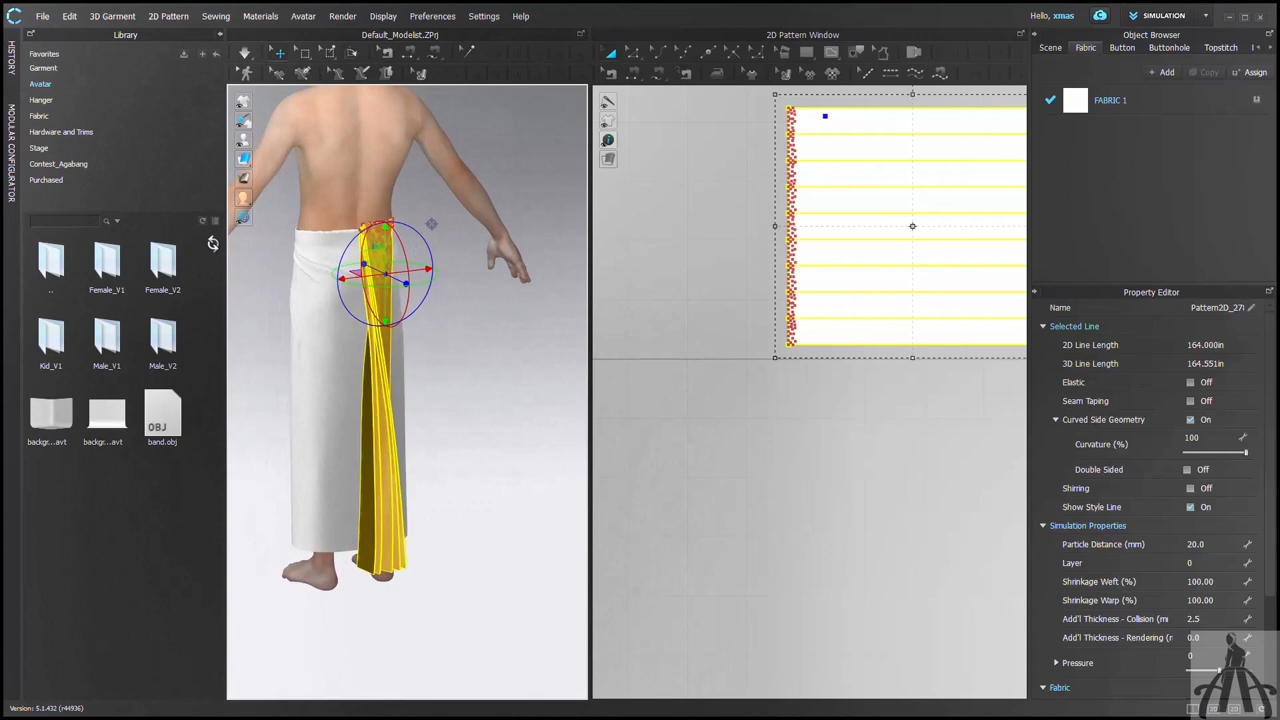 File Edit 3D Garment 2D Pattern Sewing Materials Avatar Render Display Preferences Settings Help
Hello, xmas SIMULATION
Library
Default_Modelist.ZPrj
2D Pattern Window
Object Browser
HISTORY
MODULAR CONFIGURATOR
Favorites
Garment
Avatar
Hanger
Fabric
Hardware and Trims
Stage
Contest_Agabang
Purchased
.. Female_V1 Female_V2
Kid_V1 Male_V1 Male_V2
OBJ
backgr...avt backgr...avt band.obj
Scene Fabric Button Buttonhole Topstitch
Add Copy Assign
FABRIC 1
Property Editor
Name Pattern2D_27
Selected Line
2D Line Length 164.000in
3D Line Length 164.551in
Elastic Off
Seam Taping Off
Curved Side Geometry On
Curvature (%) 100
Double Sided Off
Shirring Off
Show Style Line On
Simulation Properties
Particle Distance (mm) 20.0
Layer 0
Shrinkage Weft (%) 100.00
Shrinkage Warp (%) 100.00
Add'l Thickness - Collision (m 2.5
Add'l Thickness - Rendering (r 0.0
Pressure 0
Fabric
Version: 5.1.432 (r44936)